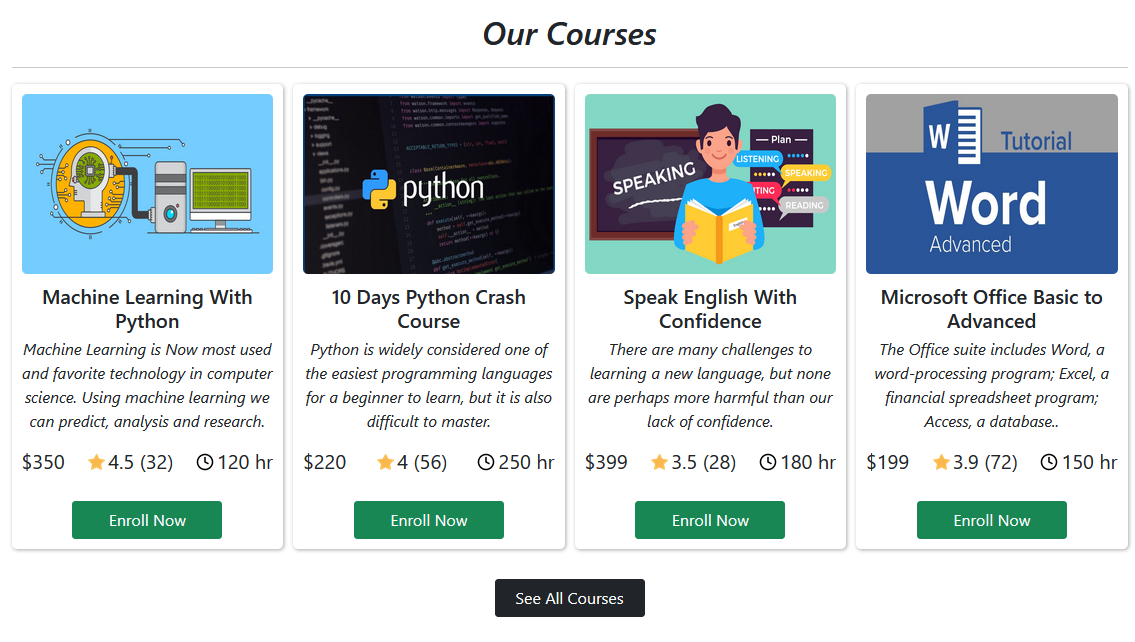 Our Courses
python
SPEAKING
Plan
LISTENING
SPEAKING
READING
W
Tutorial
Word
Advanced
Machine Learning With
Python
Machine Learning is Now most used
and favorite technology in computer
science. Using machine learning we
can predict, analysis and research.
$350 4.5 (32) 120 hr
Enroll Now
10 Days Python Crash
Course
Python is widely considered one of
the easiest programming languages
for a beginner to learn, but it is also
difficult to master.
$220 4 (56) 250 hr
Enroll Now
Speak English With
Confidence
There are many challenges to
learning a new language, but none
are perhaps more harmful than our
lack of confidence.
$399 3.5 (28) 180 hr
Enroll Now
Microsoft Office Basic to
Advanced
The Office suite includes Word, a
word-processing program; Excel, a
financial spreadsheet program;
Access, a database..
$199 3.9 (72) 150 hr
Enroll Now
See All Courses